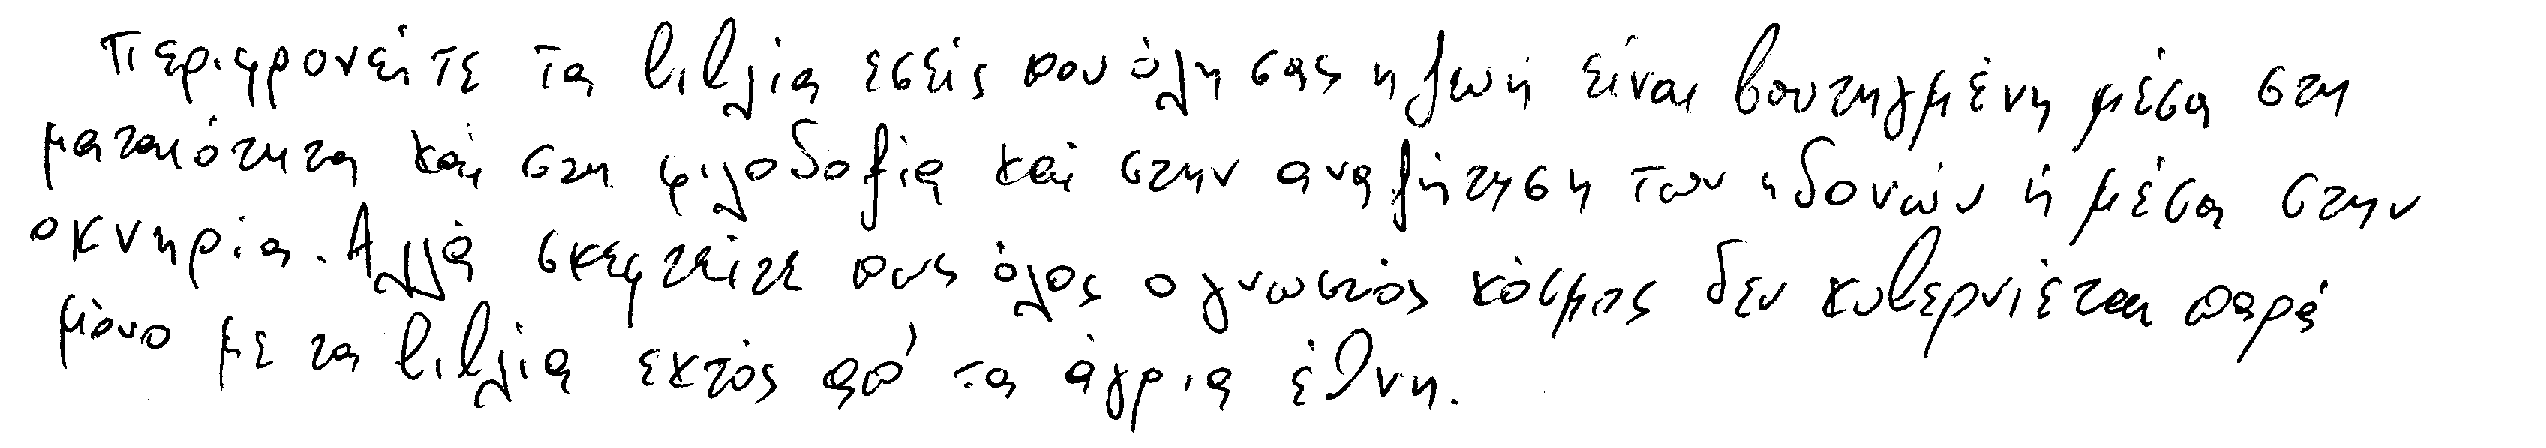 Περιφρονείτε τα βιβλία εσείς που όλη σας η ζωή είναι βουτηγμένη μέσα στη
ματαιότητα και στη φιλοδοξία και στην αναζήτηση των ηδονών ή μέσα στην
οκνηρία. Αλλά σκεφτείτε πως όλος ο γνωστός κόσμος δεν κυβερνιέται παρά
μόνο με τα βιβλία εκτός απ' τα άγρια έθνη.